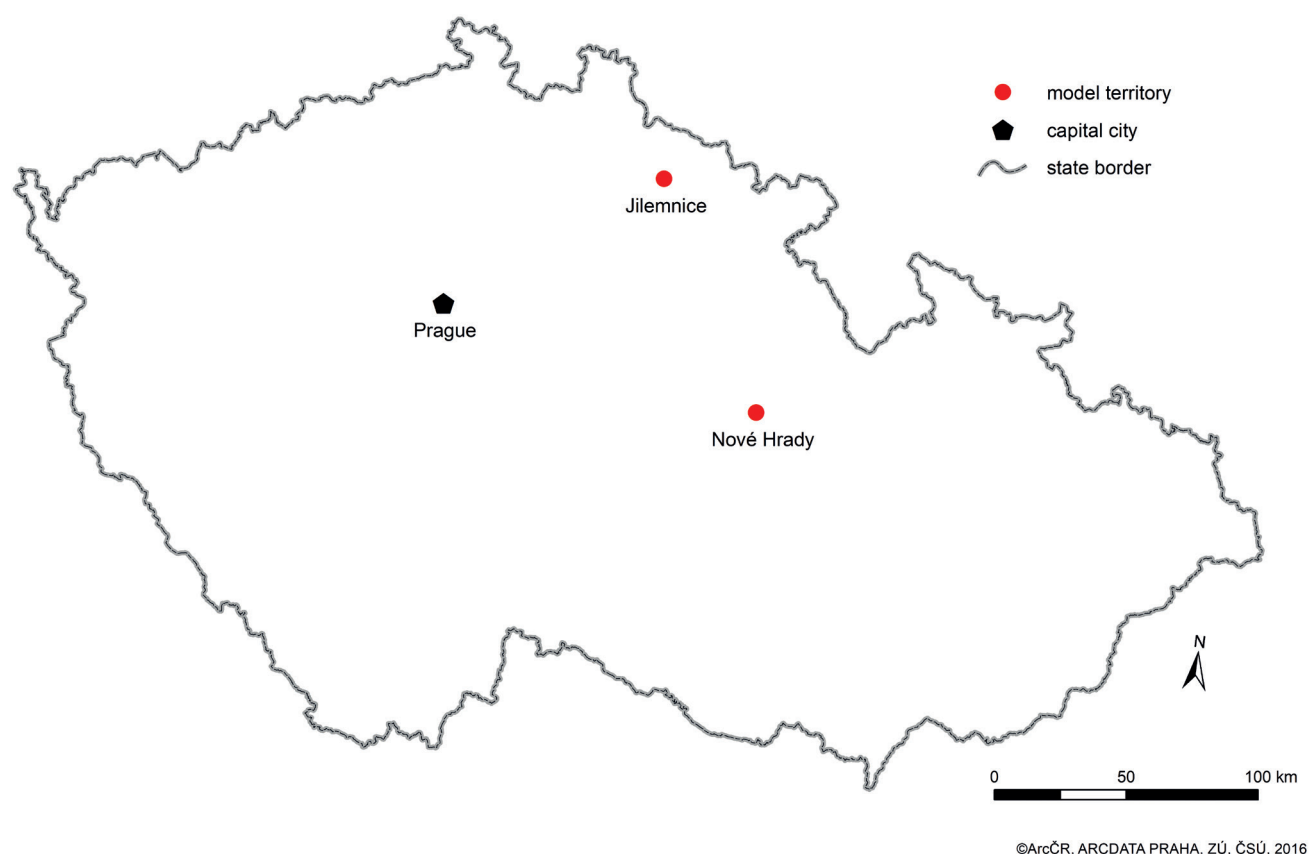 model territory
capital city
state border
Jilemnice
Prague
Nové Hrady
N
0 50 100 km
©ArcČR, ARCDATA PRAHA, ZÚ, ČSÚ, 2016